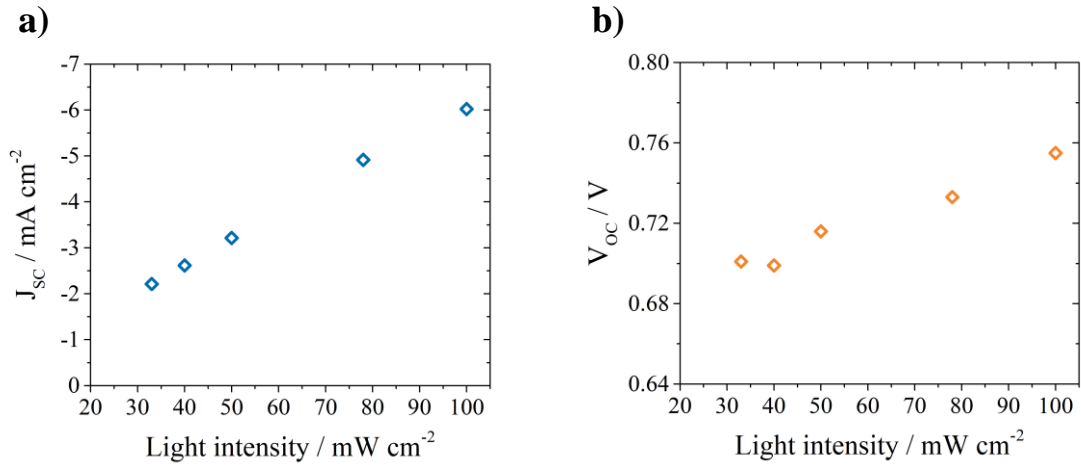 a)
-7
-6
-5
-4
-3
-2
-1
0
J_SC / mA cm^-2
20 30 40 50 60 70 80 90 100
Light intensity / mW cm^-2
b)
0.80
0.76
0.72
0.68
0.64
V_OC / V
20 30 40 50 60 70 80 90 100
Light intensity / mW cm^-2